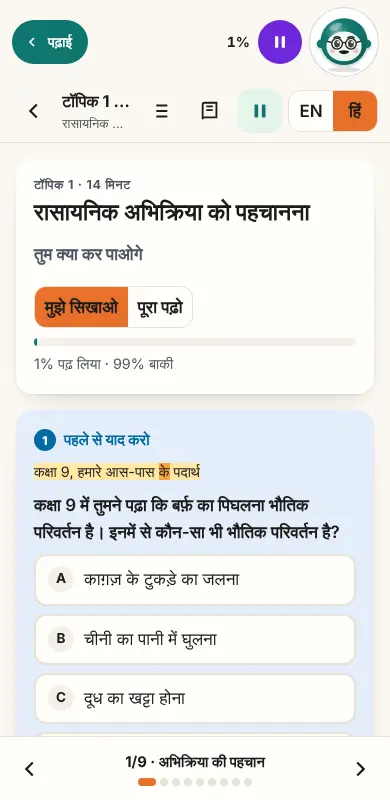 पढ़ाई
1%
टॉपिक 1 ...
रासायनिक ...
EN
हिं
टॉपिक 1 · 14 मिनट
रासायनिक अभिक्रिया को पहचानना
तुम क्या कर पाओगे
मुझे सिखाओ
पूरा पढ़ो
1% पढ़ लिया · 99% बाकी
1 पहले से याद करो
कक्षा 9, हमारे आस-पास के पदार्थ
कक्षा 9 में तुमने पढ़ा कि बर्फ़ का पिघलना भौतिक
परिवर्तन है। इनमें से कौन-सा भी भौतिक परिवर्तन है?
A काग़ज़ के टुकड़े का जलना
B चीनी का पानी में घुलना
C दूध का खट्टा होना
1/9 · अभिक्रिया की पहचान